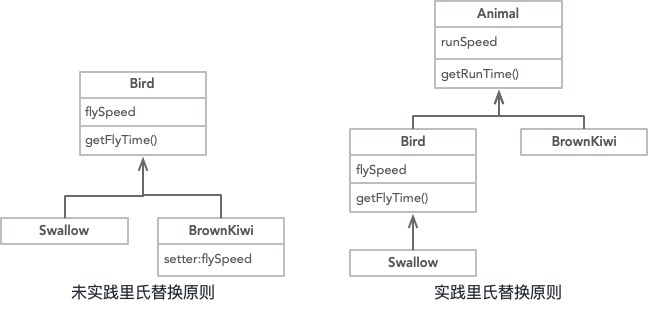 Bird
flySpeed
getFlyTime()
Swallow
BrownKiwi
setter:flySpeed
未实践里氏替换原则
Animal
runSpeed
getRunTime()
Bird
flySpeed
getFlyTime()
BrownKiwi
Swallow
实践里氏替换原则